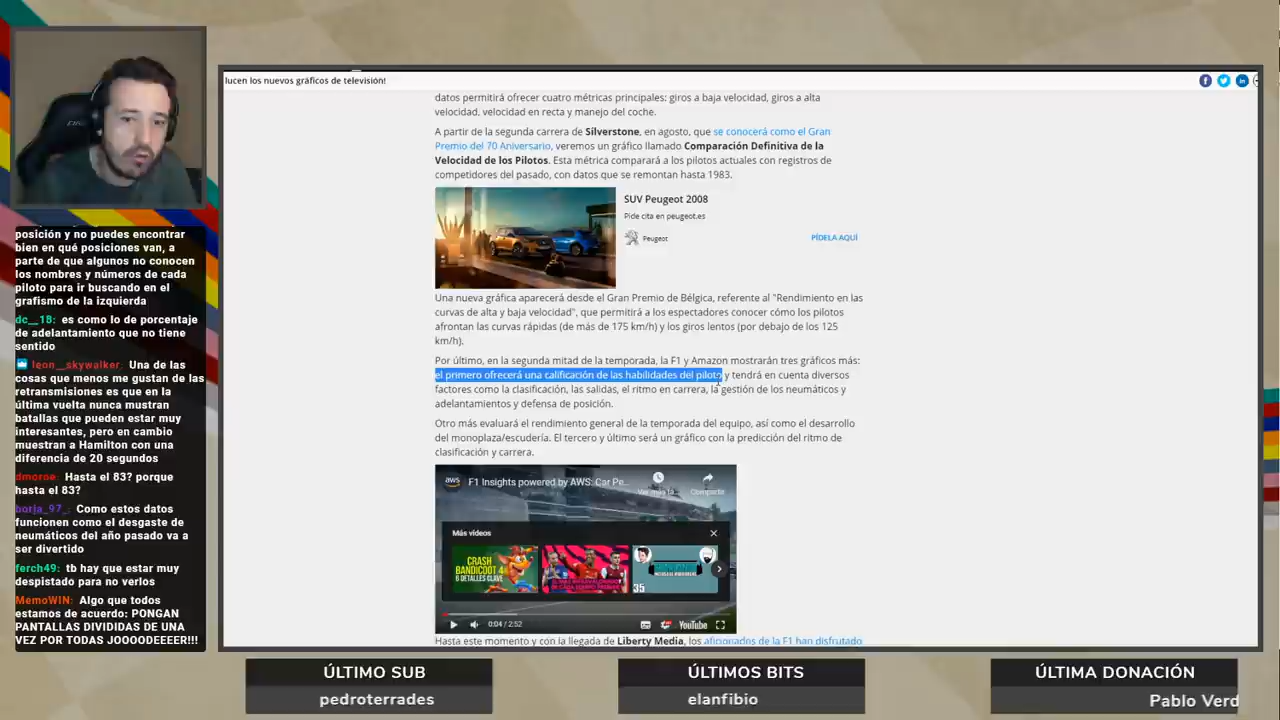 lucen los nuevos gráficos de televisión!
datos permitirá ofrecer cuatro métricas principales: giros a baja velocidad, giros a alta
velocidad, velocidad en recta y manejo del coche.
A partir de la segunda carrera de Silverstone, en agosto, que se conocerá como el Gran
Premio del 70 Aniversario, veremos un gráfico llamado Comparación Definitiva de la
Velocidad de los Pilotos. Esta métrica comparará a los pilotos actuales con registros de
competidores del pasado, con datos que se remontan hasta 1983.
SUV Peugeot 2008
Pide cita en peugeot.es
Peugeot
PÍDELA AQUÍ
Una nueva gráfica aparecerá desde el Gran Premio de Bélgica, referente al "Rendimiento en las
curvas de alta y baja velocidad", que permitirá a los espectadores conocer cómo los pilotos
afrontan las curvas rápidas (de más de 175 km/h) y los giros lentos (por debajo de los 125
km/h).
Por último, en la segunda mitad de la temporada, la F1 y Amazon mostrarán tres gráficos más:
el primero ofrecerá una calificación de las habilidades del piloto y tendrá en cuenta diversos
factores como la clasificación, las salidas, el ritmo en carrera, la gestión de los neumáticos y
adelantamientos y defensa de posición.
Otro más evaluará el rendimiento general de la temporada del equipo, así como el desarrollo
del monoplaza/escudería. El tercero y último será un gráfico con la predicción del ritmo de
clasificación y carrera.
aws
F1 Insights powered by AWS: Car Pe...
Ver más ta...
Compartir
Más vídeos
CRASH
BANDICOOT 4
6 DETALLES CLAVE
35
0:04 / 2:52
YouTube
Hasta este momento y con la llegada de Liberty Media, los aficionados de la F1 han disfrutado
posición y no puedes encontrar
bien en qué posiciones van, a
parte de que algunos no conocen
los nombres y números de cada
piloto para ir buscando en el
grafismo de la izquierda
dc__18: es como lo de porcentaje
de adelantamiento que no tiene
sentido
leon__skywalker: Una de las
cosas que menos me gustan de las
retransmisiones es que en la
última vuelta nunca mustran
batallas que pueden estar muy
interesantes, pero en cambio
muestran a Hamilton con una
diferencia de 20 segundos
dmoroe: Hasta el 83? porque
hasta el 83?
borja_97_: Como estos datos
funcionen como el desgaste de
neumáticos del año pasado va a
ser divertido
ferch49: tb hay que estar muy
despistado para no verlos
MemoWIN: Algo que todos
estamos de acuerdo: PONGAN
PANTALLAS DIVIDIDAS DE UNA
VEZ POR TODAS JOOOODEEEER!!!
ÚLTIMO SUB
pedroterrades
ÚLTIMOS BITS
elanfibio
ÚLTIMA DONACIÓN
Pablo Verd